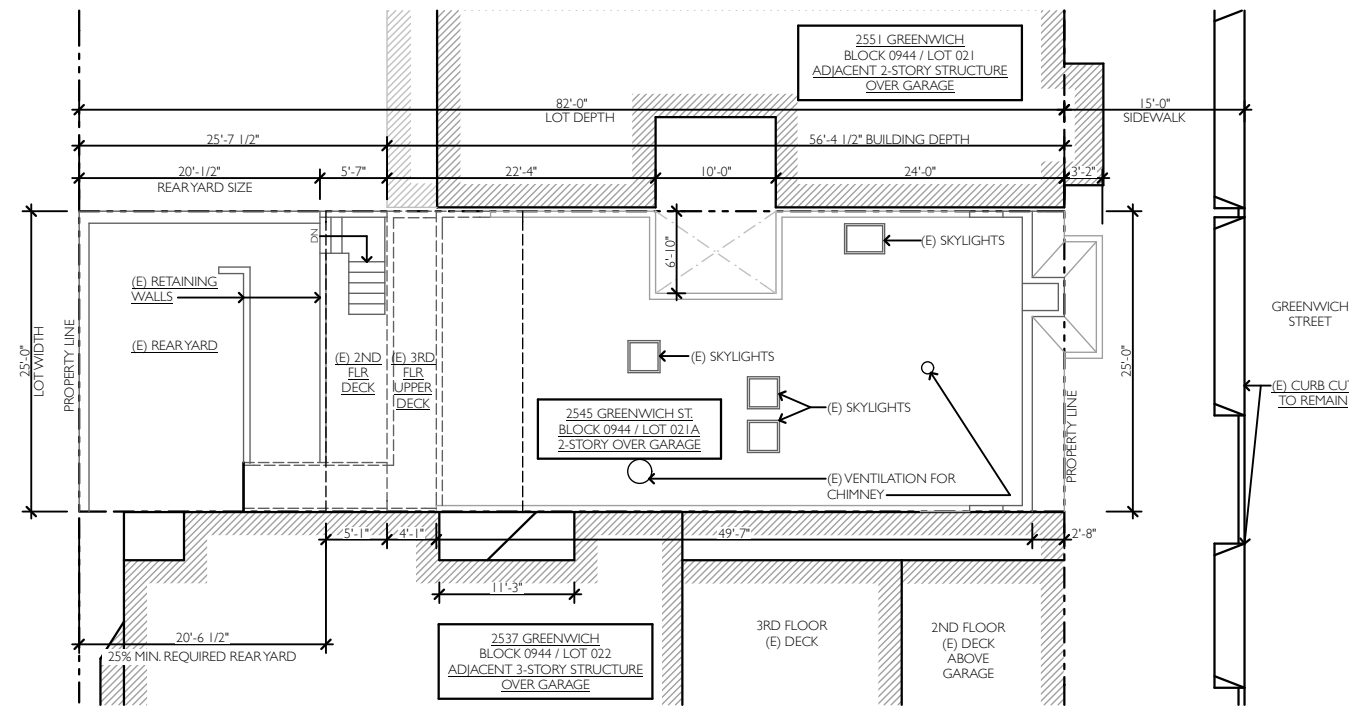 2551 GREENWICH
BLOCK 0944 / LOT 021
ADJACENT 2-STORY STRUCTURE
OVER GARAGE
82'-0"
LOT DEPTH
15'-0"
SIDEWALK
25'-7 1/2"
56'-4 1/2" BUILDING DEPTH
20'-1/2"
REAR YARD SIZE
5'-7"
22'-4"
10'-0"
24'-0"
3'-2"
DN
6'-10"
(E) SKYLIGHTS
(E) RETAINING
WALLS
(E) REAR YARD
25'-0"
LOT WIDTH
PROPERTY LINE
(E) 2ND
FLR
DECK
(E) 3RD
FLR
UPPER
DECK
(E) SKYLIGHTS
(E) SKYLIGHTS
2545 GREENWICH ST.
BLOCK 0944 / LOT 021A
2-STORY OVER GARAGE
(E) VENTILATION FOR
CHIMNEY
PROPERTY LINE
25'-0"
GREENWICH
STREET
(E) CURB CU
TO REMAIN
5'-1"
4'-1"
49'-7"
2'-8"
11'-3"
20'-6 1/2"
25% MIN. REQUIRED REAR YARD
2537 GREENWICH
BLOCK 0944 / LOT 022
ADJACENT 3-STORY STRUCTURE
OVER GARAGE
3RD FLOOR
(E) DECK
2ND FLOOR
(E) DECK
ABOVE
GARAGE